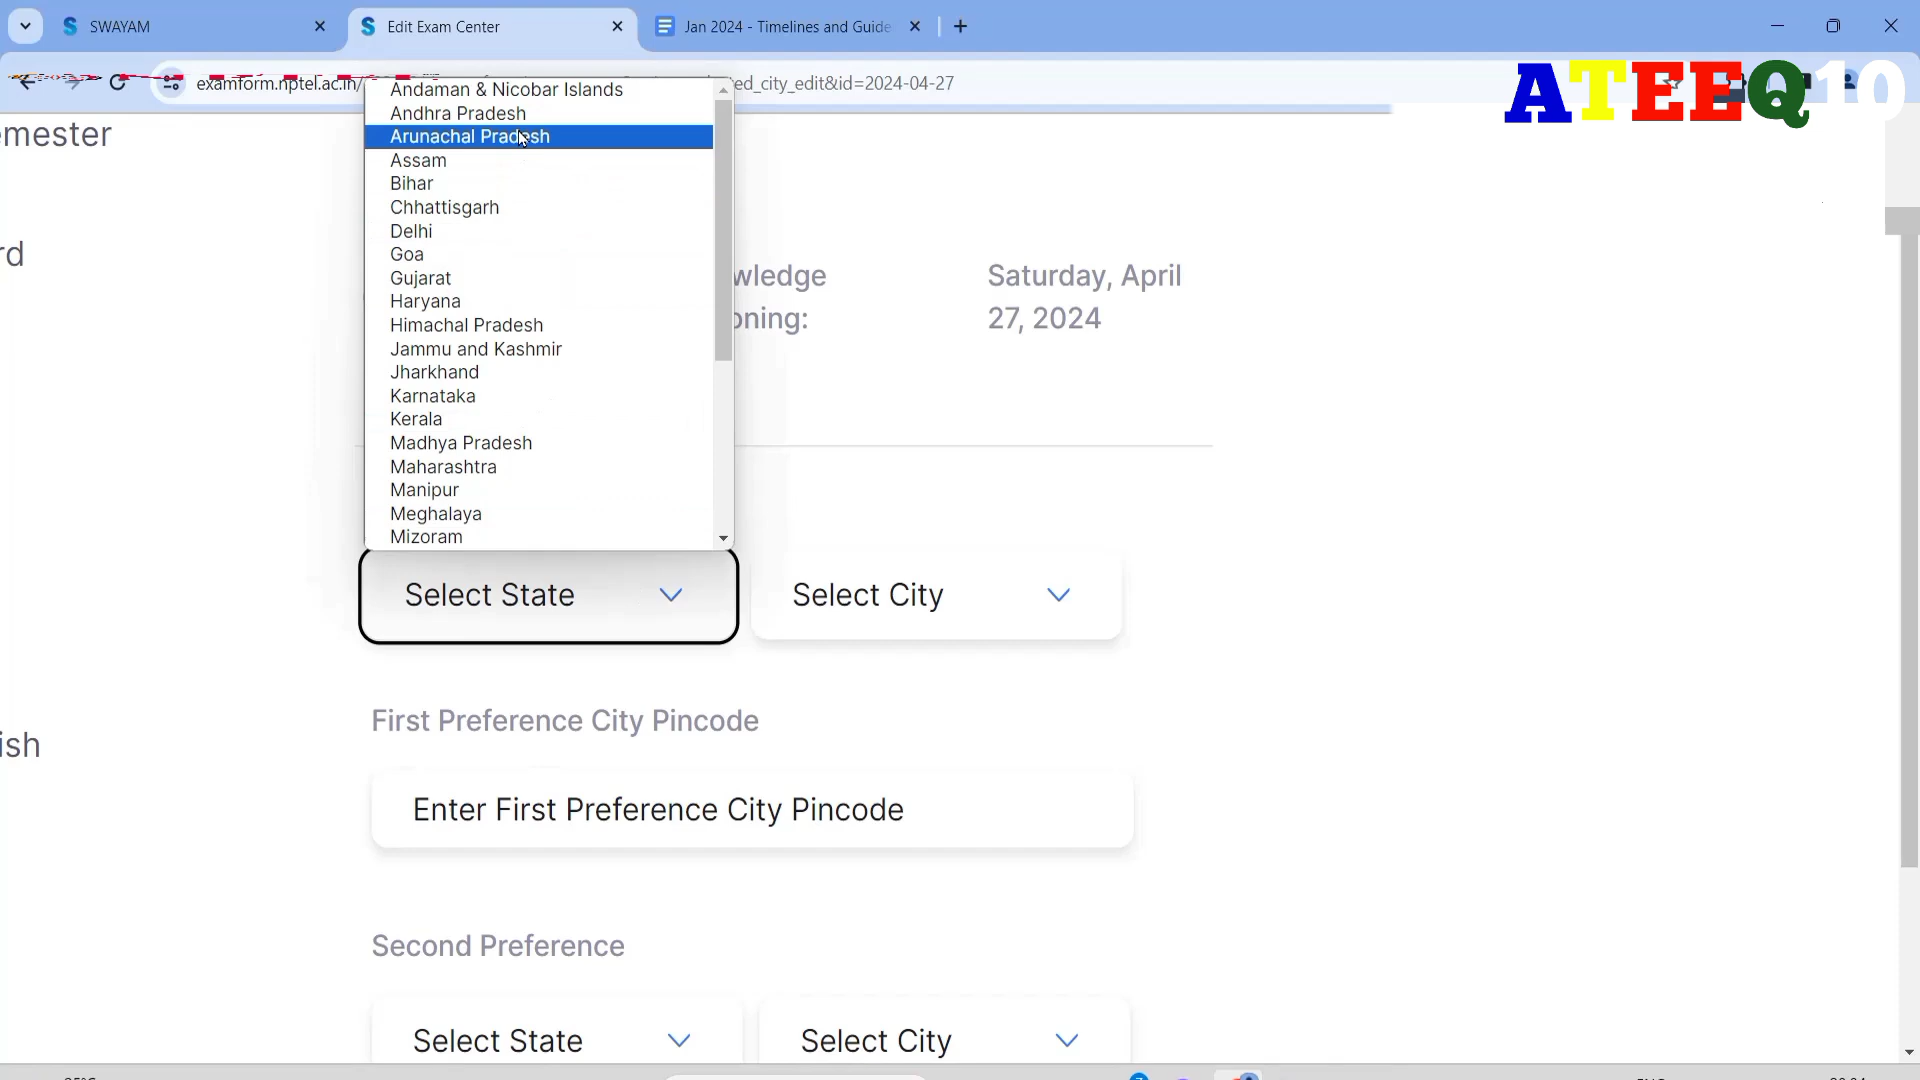 SWAYAM
Edit Exam Center
Jan 2024 - Timelines and Guide
examform.nptel.ac.in/
ed_city_edit&id=2024-04-27
ATEEQ10
Andaman & Nicobar Islands
Andhra Pradesh
Arunachal Pradesh
Assam
Bihar
Chhattisgarh
Delhi
Goa
Gujarat
Haryana
Himachal Pradesh
Jammu and Kashmir
Jharkhand
Karnataka
Kerala
Madhya Pradesh
Maharashtra
Manipur
Meghalaya
Mizoram
emester
rd
wledge
Saturday, April
oning:
27, 2024
Select State
Select City
First Preference City Pincode
ish
Enter First Preference City Pincode
Second Preference
Select State
Select City